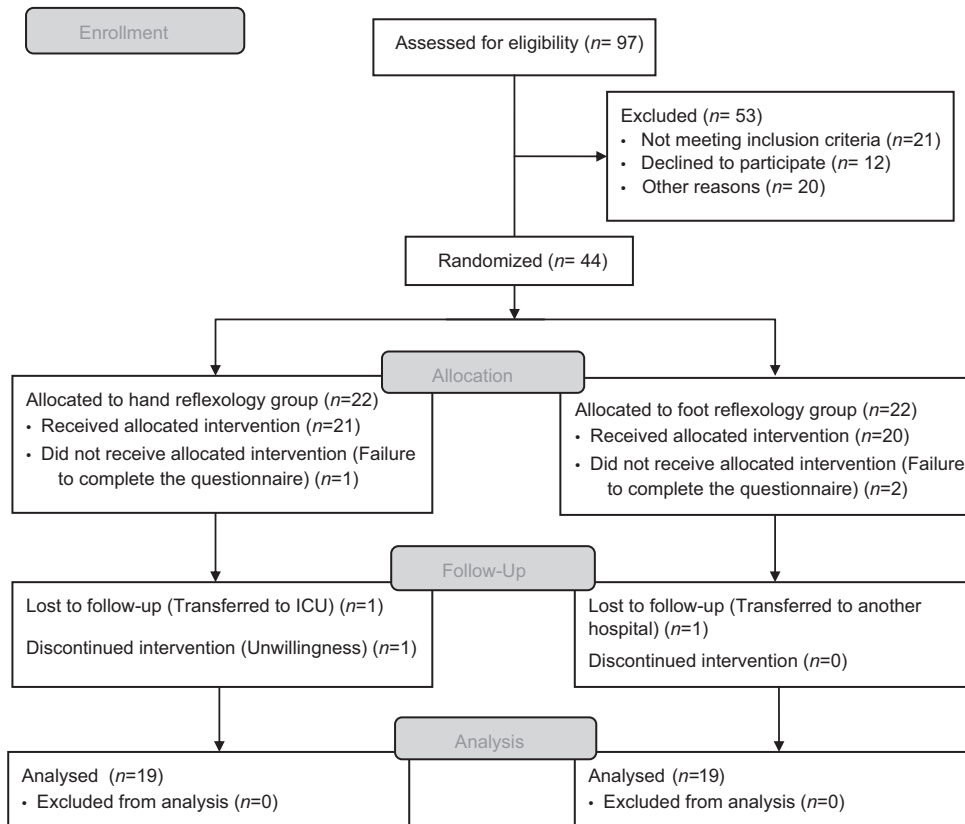 Enrollment
Assessed for eligibility (n= 97)
Excluded (n= 53)
• Not meeting inclusion criteria (n=21)
• Declined to participate (n= 12)
• Other reasons (n= 20)
Randomized (n= 44)
Allocation
Allocated to hand reflexology group (n=22)
• Received allocated intervention (n=21)
• Did not receive allocated intervention (Failure
to complete the questionnaire) (n=1)
Allocated to foot reflexology group (n=22)
• Received allocated intervention (n=20)
• Did not receive allocated intervention (Failure
to complete the questionnaire) (n=2)
Follow-Up
Lost to follow-up (Transferred to ICU) (n=1)
Discontinued intervention (Unwillingness) (n=1)
Lost to follow-up (Transferred to another
hospital) (n=1)
Discontinued intervention (n=0)
Analysis
Analysed (n=19)
• Excluded from analysis (n=0)
Analysed (n=19)
• Excluded from analysis (n=0)